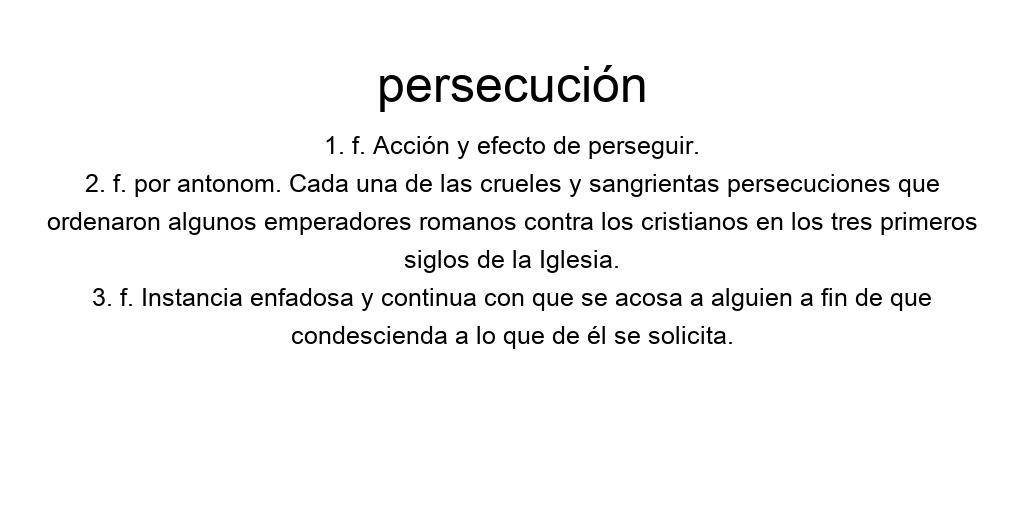 persecución
1. f. Acción y efecto de perseguir.
2. f. por antonom. Cada una de las crueles y sangrientas persecuciones que
ordenaron algunos emperadores romanos contra los cristianos en los tres primeros
siglos de la Iglesia.
3. f. Instancia enfadosa y continua con que se acosa a alguien a fin de que
condescienda a lo que de él se solicita.